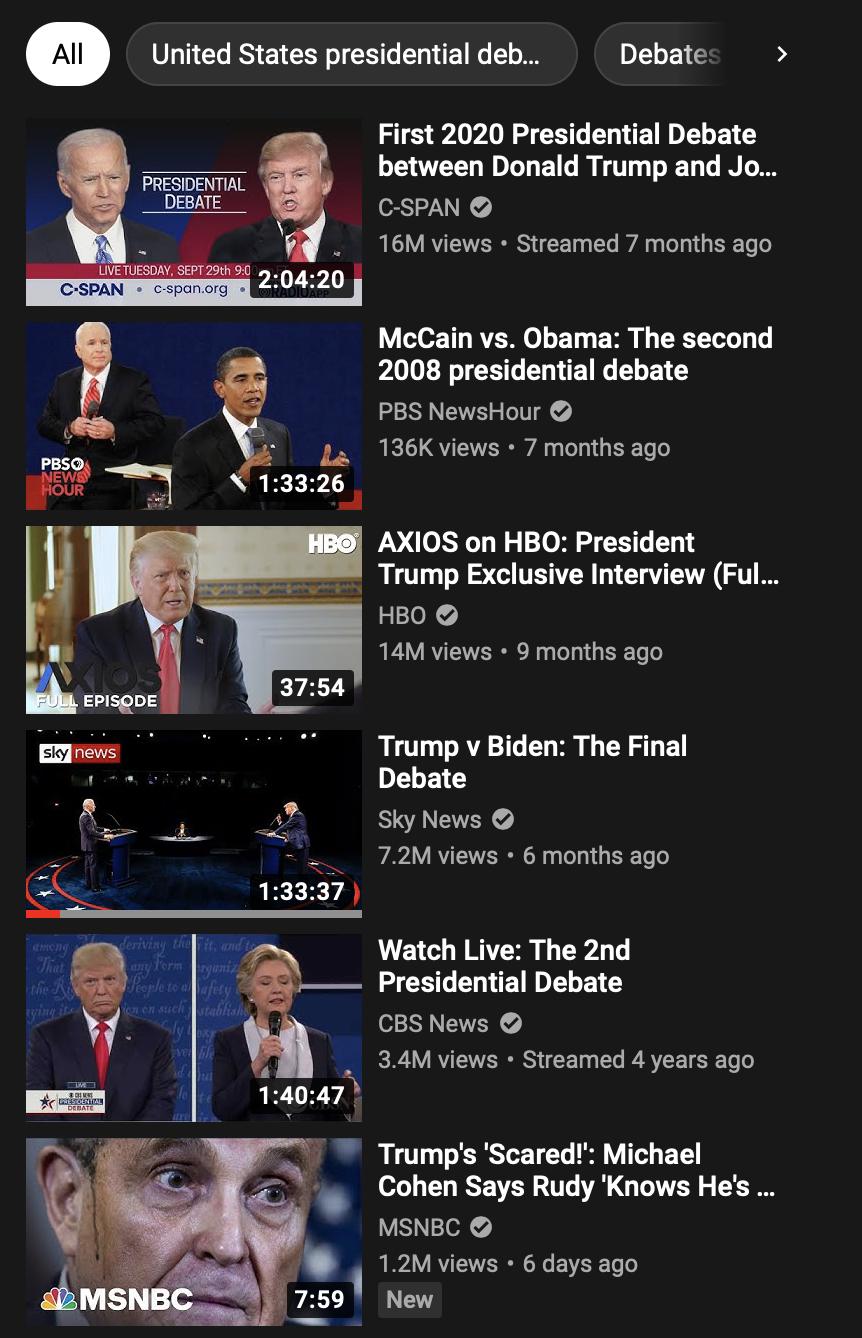 All
United States presidential deb...
Debates
First 2020 Presidential Debate
between Donald Trump and Jo...
C-SPAN
16M views • Streamed 7 months ago
PRESIDENTIAL
DEBATE
LIVE TUESDAY, SEPT 29th 9:00
C-SPAN • c-span.org •
2:04:20
McCain vs. Obama: The second
2008 presidential debate
PBS NewsHour
136K views • 7 months ago
PBS
NEWS
HOUR
1:33:26
AXIOS on HBO: President
Trump Exclusive Interview (Ful...
HBO
14M views • 9 months ago
HBO
AXIOS
FULL EPISODE
37:54
Trump v Biden: The Final
Debate
Sky News
7.2M views • 6 months ago
sky news
1:33:37
Watch Live: The 2nd
Presidential Debate
CBS News
3.4M views • Streamed 4 years ago
LIVE
CBS NEWS
PRESIDENTIAL
DEBATE
1:40:47
Trump's 'Scared!': Michael
Cohen Says Rudy 'Knows He's ...
MSNBC
1.2M views • 6 days ago
New
MSNBC
7:59